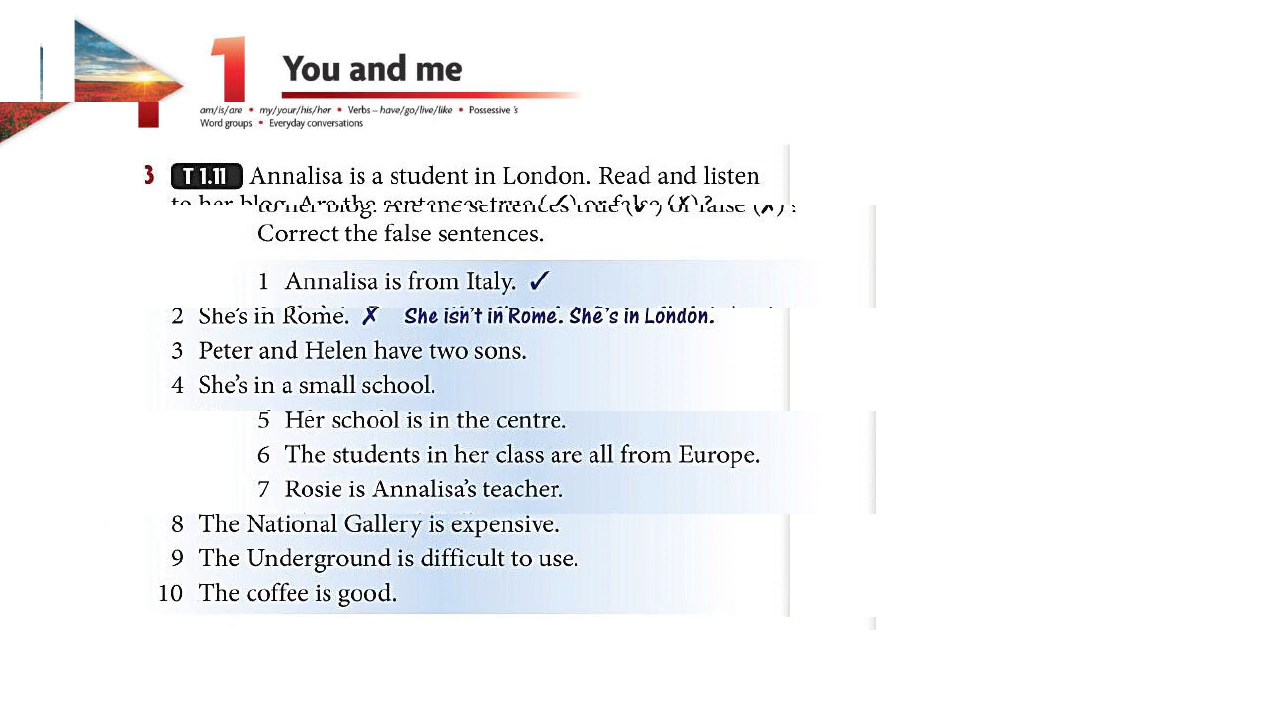 1 You and me
am/is/are • my/your/his/her • Verbs – have/go/live/like • Possessive 's
Word groups • Everyday conversations
3 T 1.11 Annalisa is a student in London. Read and listen
to her blog.
Correct the false sentences.
1 Annalisa is from Italy. ✓
2 She's in Rome. ✗ She isn't in Rome. She's in London.
3 Peter and Helen have two sons.
4 She's in a small school.
5 Her school is in the centre.
6 The students in her class are all from Europe.
7 Rosie is Annalisa's teacher.
8 The National Gallery is expensive.
9 The Underground is difficult to use.
10 The coffee is good.